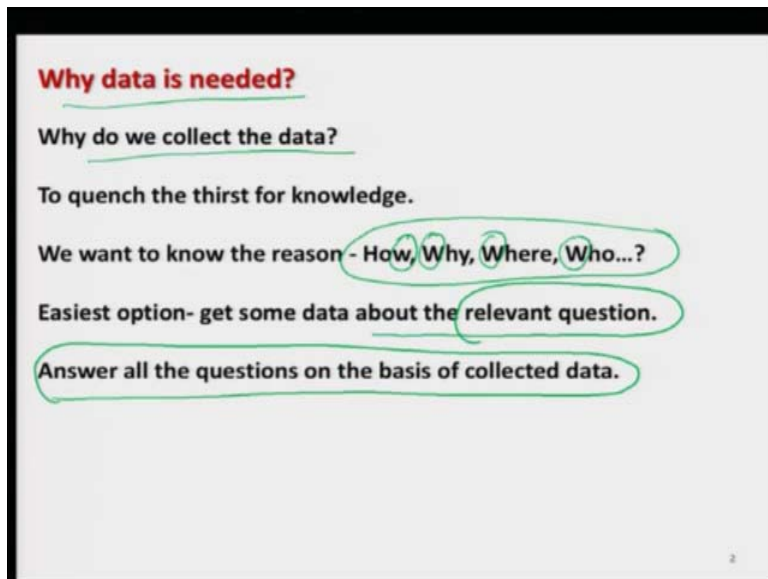 Why data is needed?
Why do we collect the data?
To quench the thirst for knowledge.
We want to know the reason - How, Why, Where, Who...?
Easiest option- get some data about the relevant question.
Answer all the questions on the basis of collected data.
2